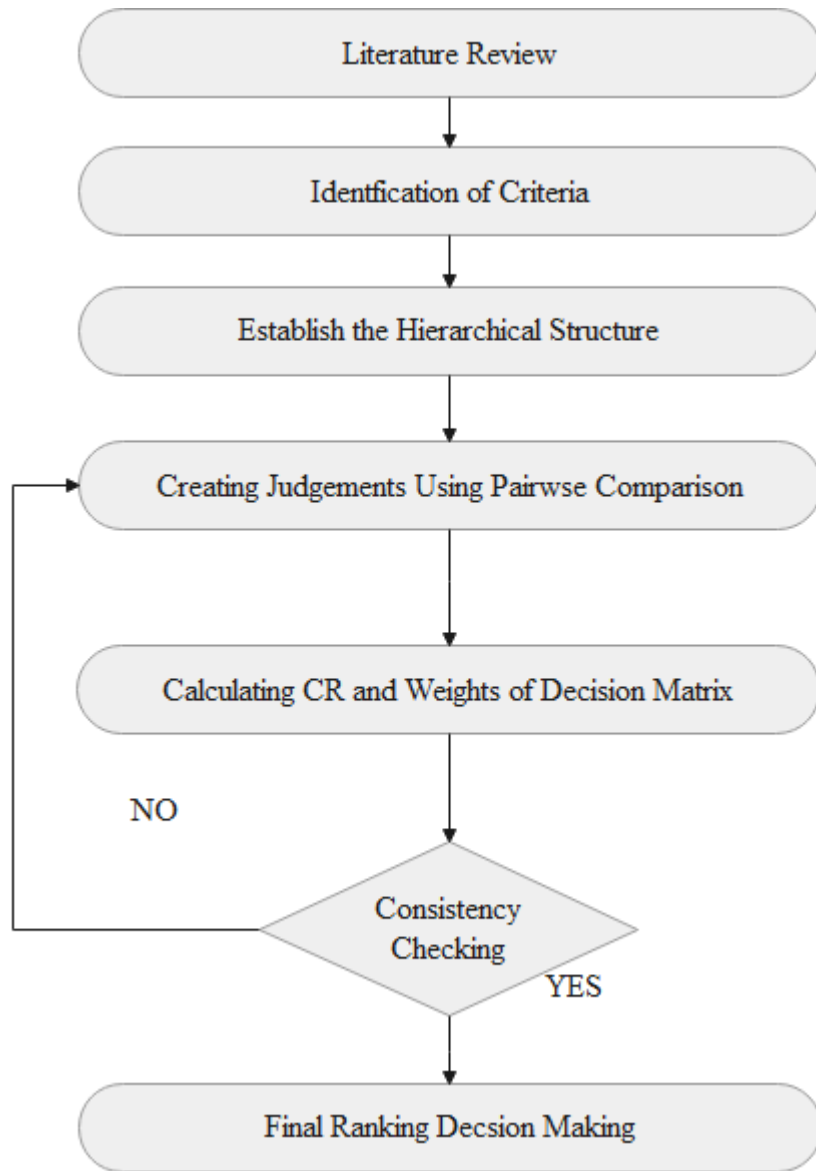 Literature Review
Identfication of Criteria
Establish the Hierarchical Structure
Creating Judgements Using Pairwse Comparison
Calculating CR and Weights of Decision Matrix
NO
Consistency
Checking
YES
Final Ranking Decsion Making